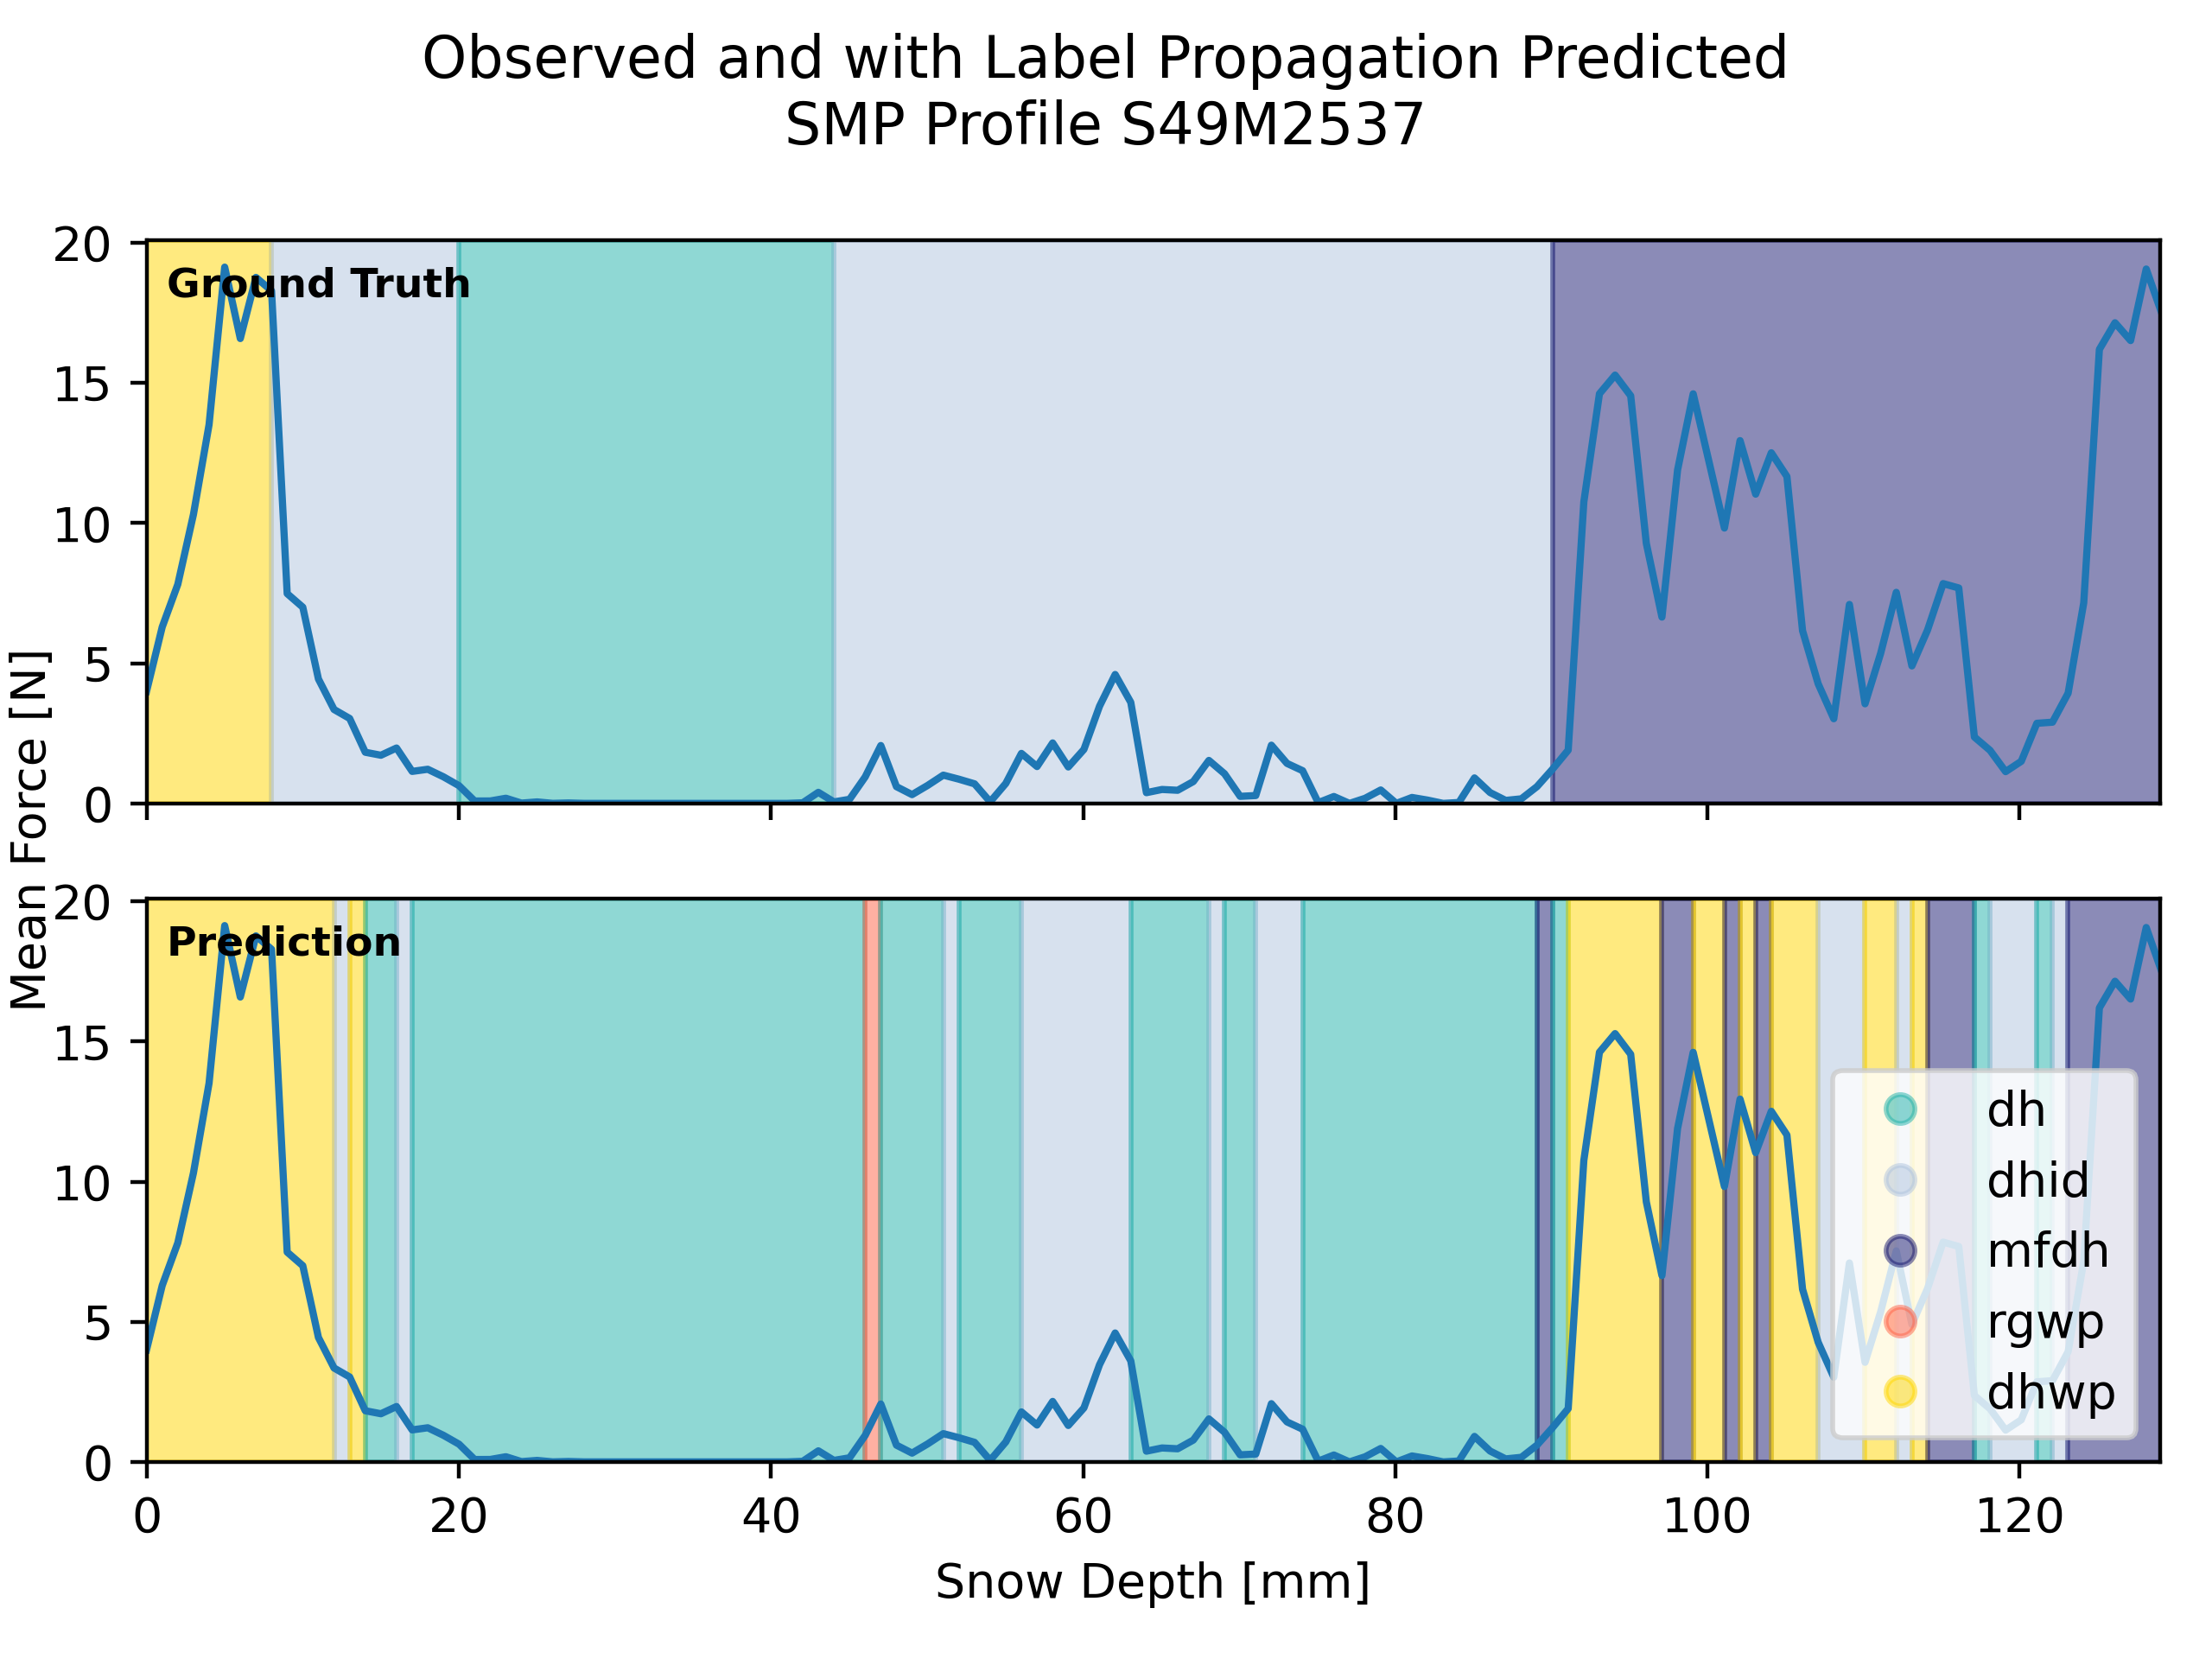 Observed and with Label Propagation Predicted
SMP Profile S49M2537
20
15
10
5
0
Ground Truth
Mean Force [N]
20
15
10
5
0
Prediction
dh
dhid
mfdh
rgwp
dhwp
0 20 40 60 80 100 120
Snow Depth [mm]